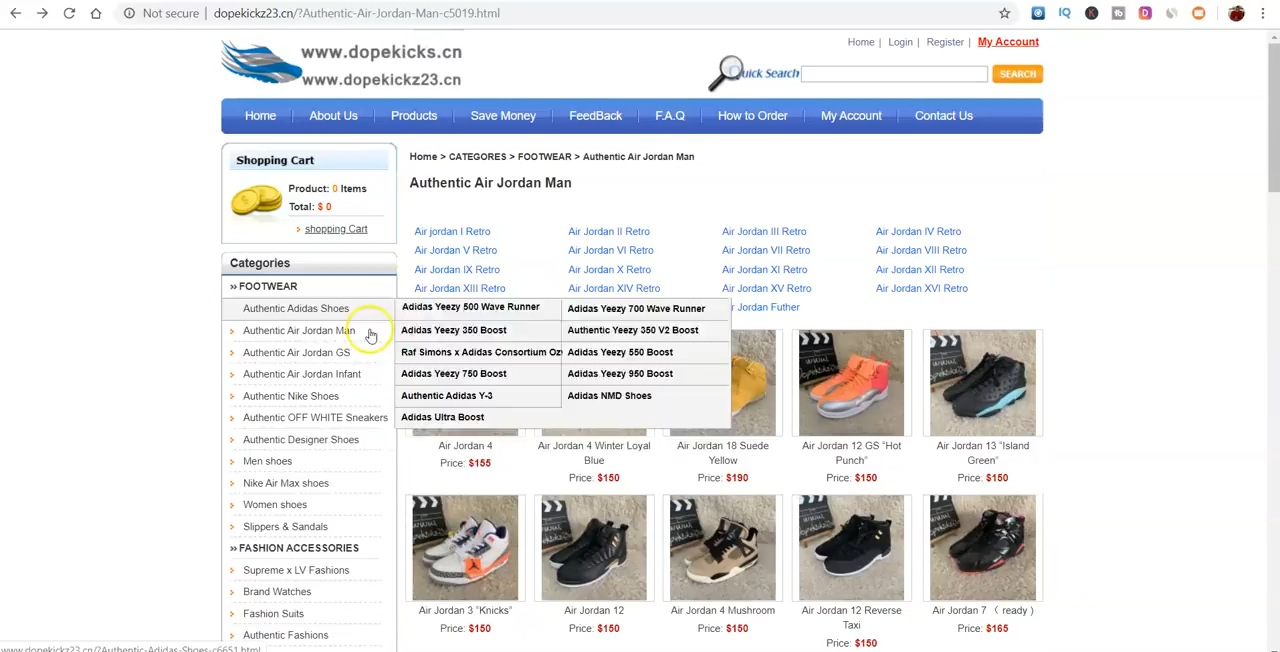 Not secure | dopekickz23.cn/?Authentic-Air-Jordan-Man-c5019.html
www.dopekicks.cn
www.dopekickz23.cn
Home | Login | Register | My Account
Quick Search SEARCH
Home About Us Products Save Money FeedBack F.A.Q How to Order My Account Contact Us
Shopping Cart
Product: 0 Items
Total: $ 0
shopping Cart
Home > CATEGORES > FOOTWEAR > Authentic Air Jordan Man
Authentic Air Jordan Man
Air jordan I Retro Air Jordan II Retro Air Jordan III Retro Air Jordan IV Retro
Air Jordan V Retro Air Jordan VI Retro Air Jordan VII Retro Air Jordan VIII Retro
Air Jordan IX Retro Air Jordan X Retro Air Jordan XI Retro Air Jordan XII Retro
Air Jordan XIII Retro Air Jordan XIV Retro Air Jordan XV Retro Air Jordan XVI Retro
r Jordan Futher
Categories
» FOOTWEAR
Authentic Adidas Shoes
Authentic Air Jordan Man
Authentic Air Jordan GS
Authentic Air Jordan Infant
Authentic Nike Shoes
Authentic OFF WHITE Sneakers
Authentic Designer Shoes
Men shoes
Nike Air Max shoes
Women shoes
Slippers & Sandals
» FASHION ACCESSORIES
Supreme x LV Fashions
Brand Watches
Fashion Suits
Authentic Fashions
Adidas Yeezy 500 Wave Runner Adidas Yeezy 700 Wave Runner
Adidas Yeezy 350 Boost Authentic Yeezy 350 V2 Boost
Raf Simons x Adidas Consortium Oz Adidas Yeezy 550 Boost
Adidas Yeezy 750 Boost Adidas Yeezy 950 Boost
Authentic Adidas Y-3 Adidas NMD Shoes
Adidas Ultra Boost
Air Jordan 4
Price: $155
Air Jordan 4 Winter Loyal
Blue
Price: $150
Air Jordan 18 Suede
Yellow
Price: $190
Air Jordan 12 GS “Hot
Punch”
Price: $150
Air Jordan 13 “Island
Green”
Price: $150
Air Jordan 3 “Knicks”
Price: $150
Air Jordan 12
Price: $150
Air Jordan 4 Mushroom
Price: $150
Air Jordan 12 Reverse
Taxi
Price: $150
Air Jordan 7 （ ready ）
Price: $165
www.dopekickz23.cn/?Authentic-Adidas-Shoes-c6651.html